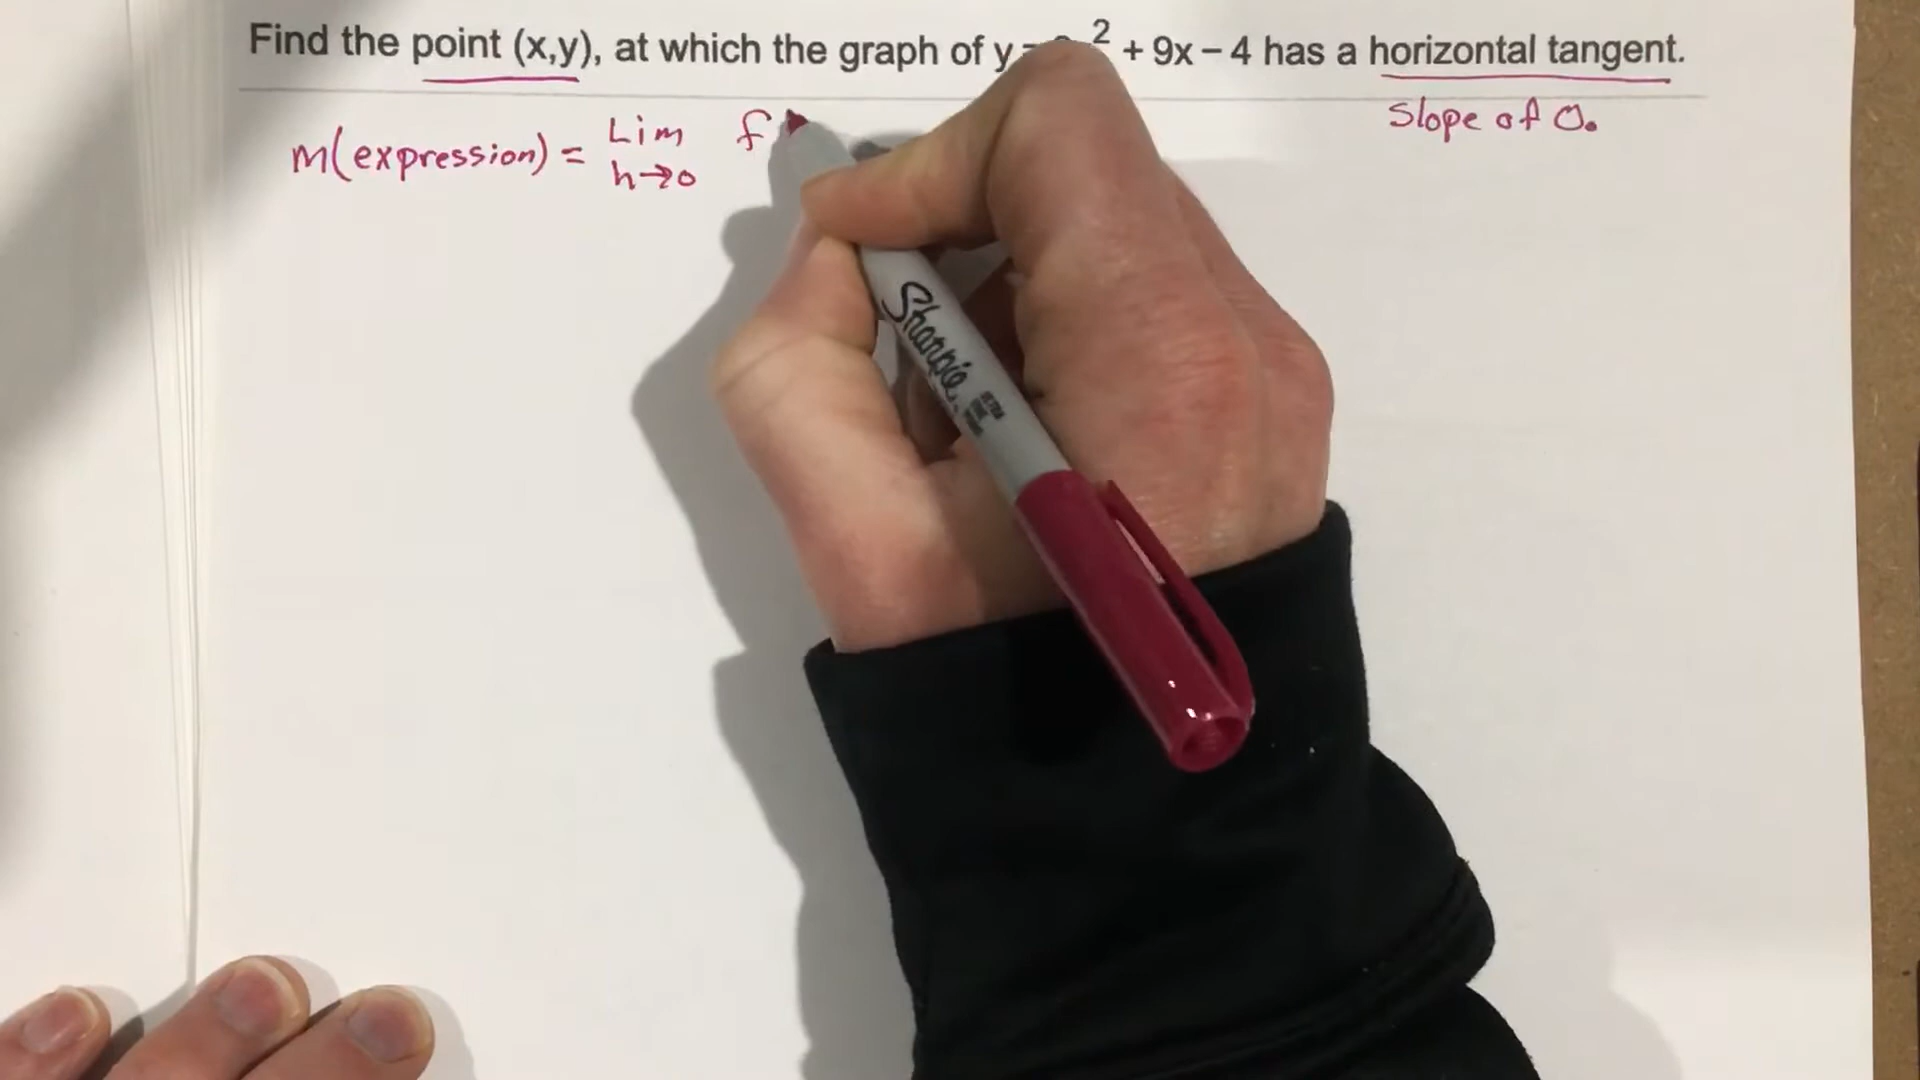 Find the point (x,y), at which the graph of y = 2 + 9x − 4 has a horizontal tangent.
Slope of 0.
m(expression) = Lim f
h→0
Sharpie